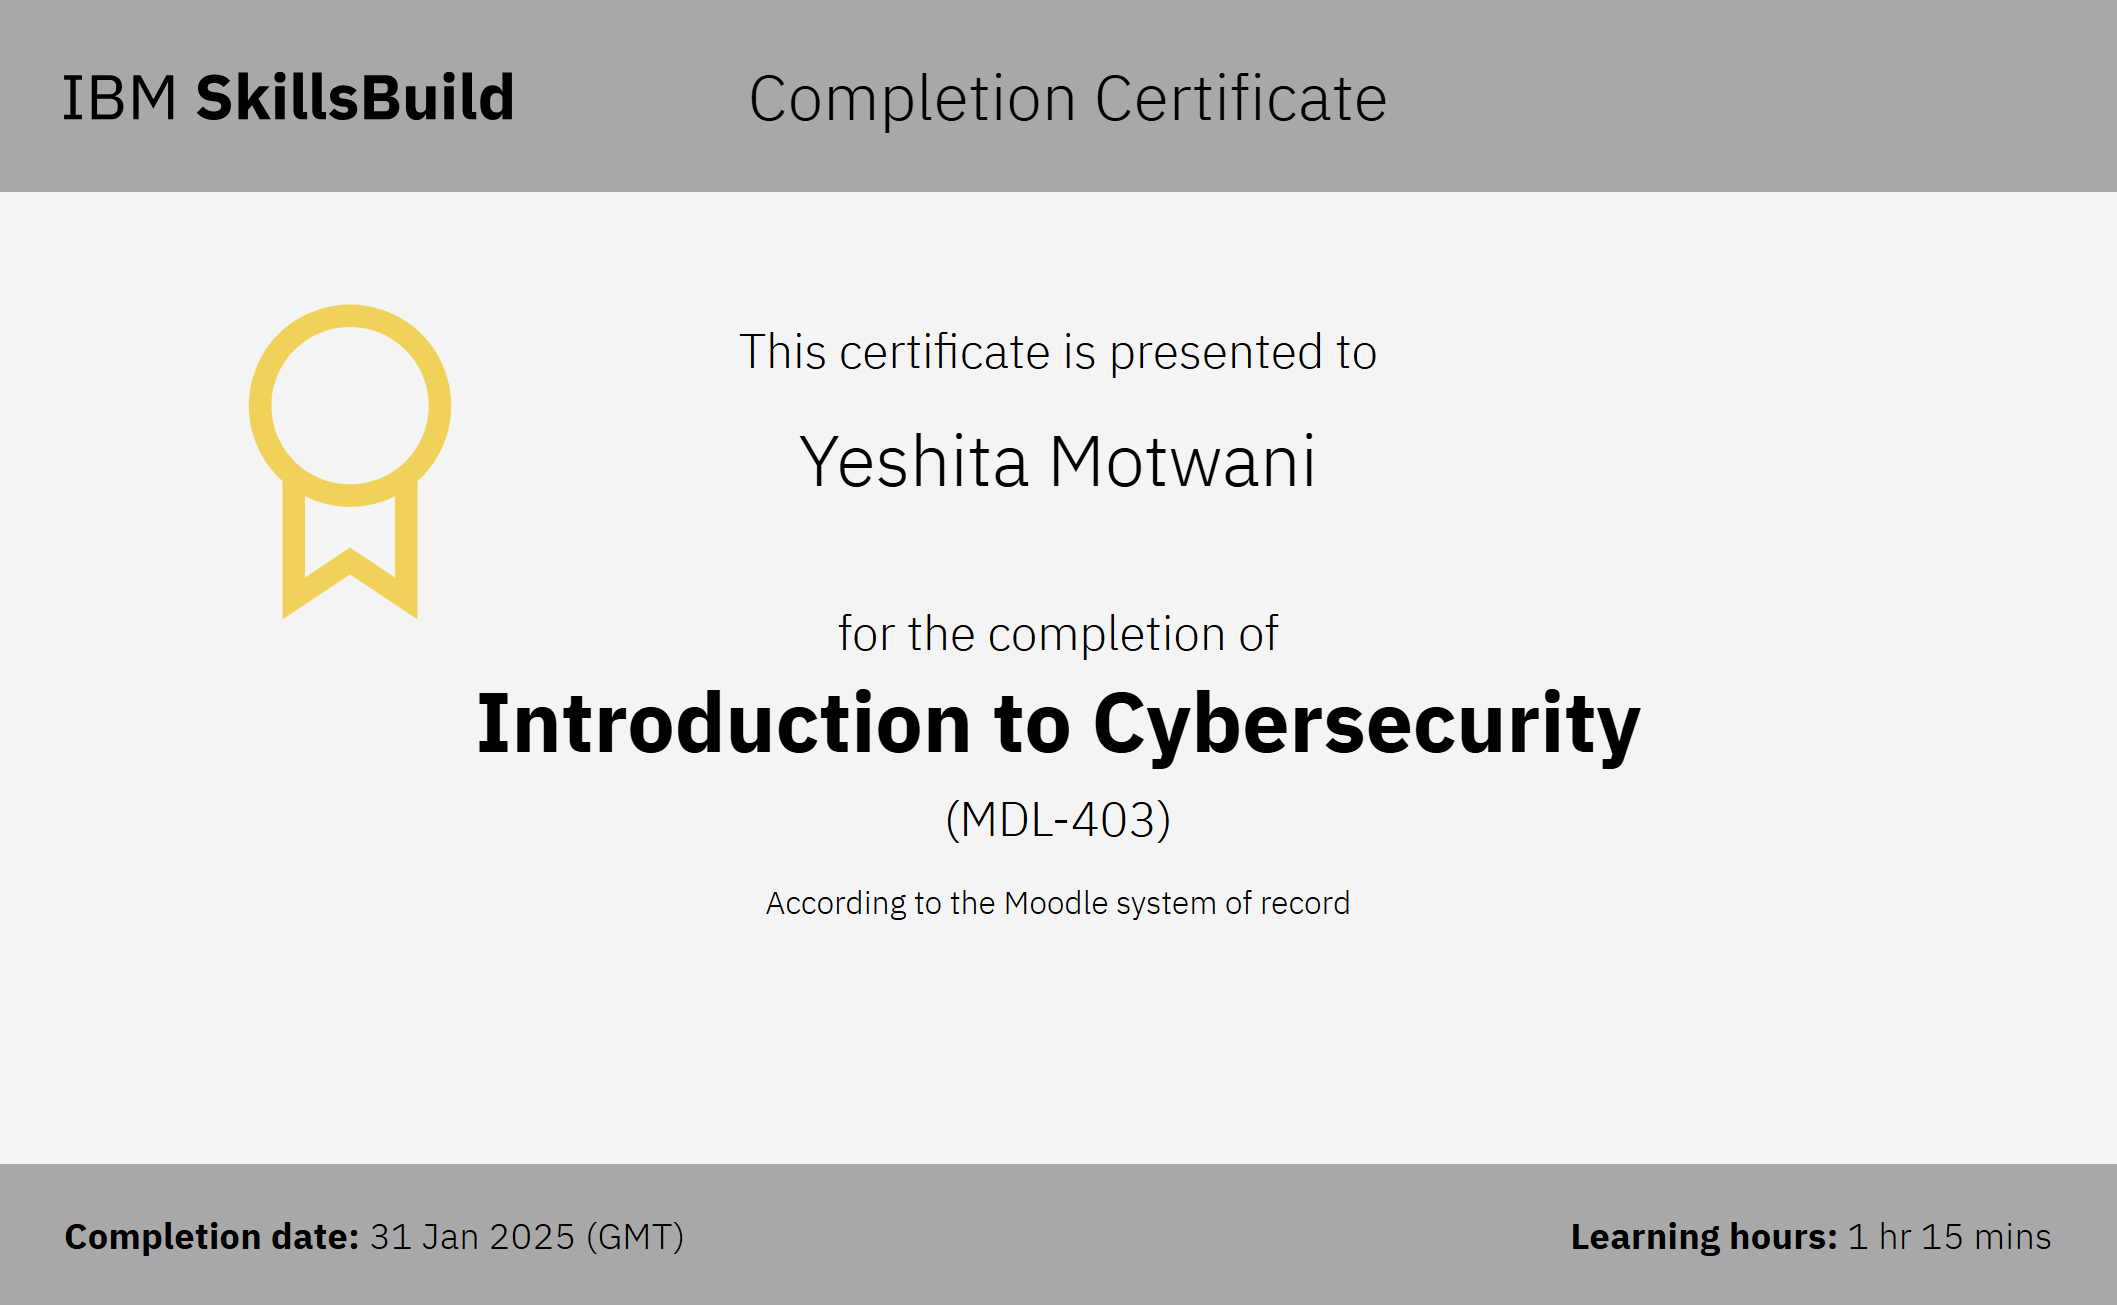 IBM SkillsBuild
Completion Certificate
This certificate is presented to
Yeshita Motwani
for the completion of
Introduction to Cybersecurity
(MDL-403)
According to the Moodle system of record
Completion date: 31 Jan 2025 (GMT)
Learning hours: 1 hr 15 mins